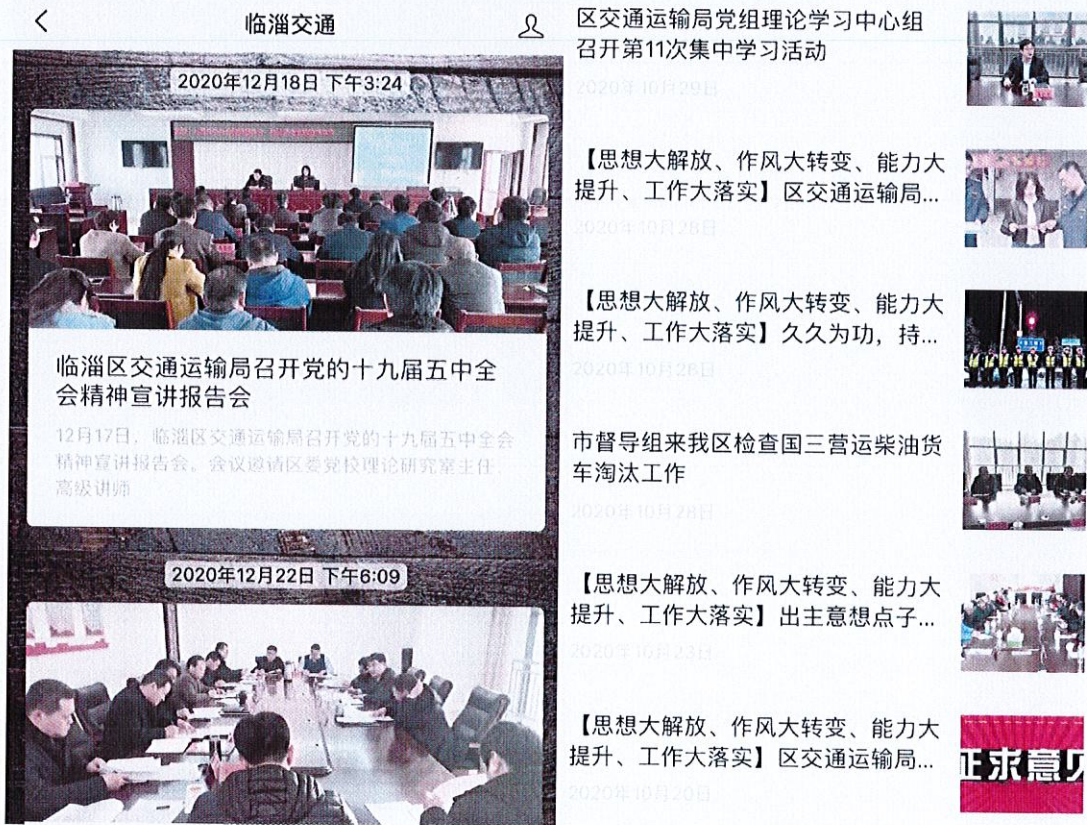 临淄交通
2020年12月18日 下午3:24
临淄区交通运输局召开党的十九届五中全
会精神宣讲报告会
12月17日，临淄区交通运输局召开党的十九届五中全会
精神宣讲报告会。会议邀请区委党校理论研究室主任、
高级讲师
2020年12月22日 下午6:09
区交通运输局党组理论学习中心组
召开第11次集中学习活动
2020年10月29日
【思想大解放、作风大转变、能力大
提升、工作大落实】区交通运输局...
2020年10月28日
【思想大解放、作风大转变、能力大
提升、工作大落实】久久为功，持...
2020年10月28日
市督导组来我区检查国三营运柴油货
车淘汰工作
2020年10月28日
【思想大解放、作风大转变、能力大
提升、工作大落实】出主意想点子...
2020年10月23日
【思想大解放、作风大转变、能力大
提升、工作大落实】区交通运输局...
2020年10月20日
征求意见